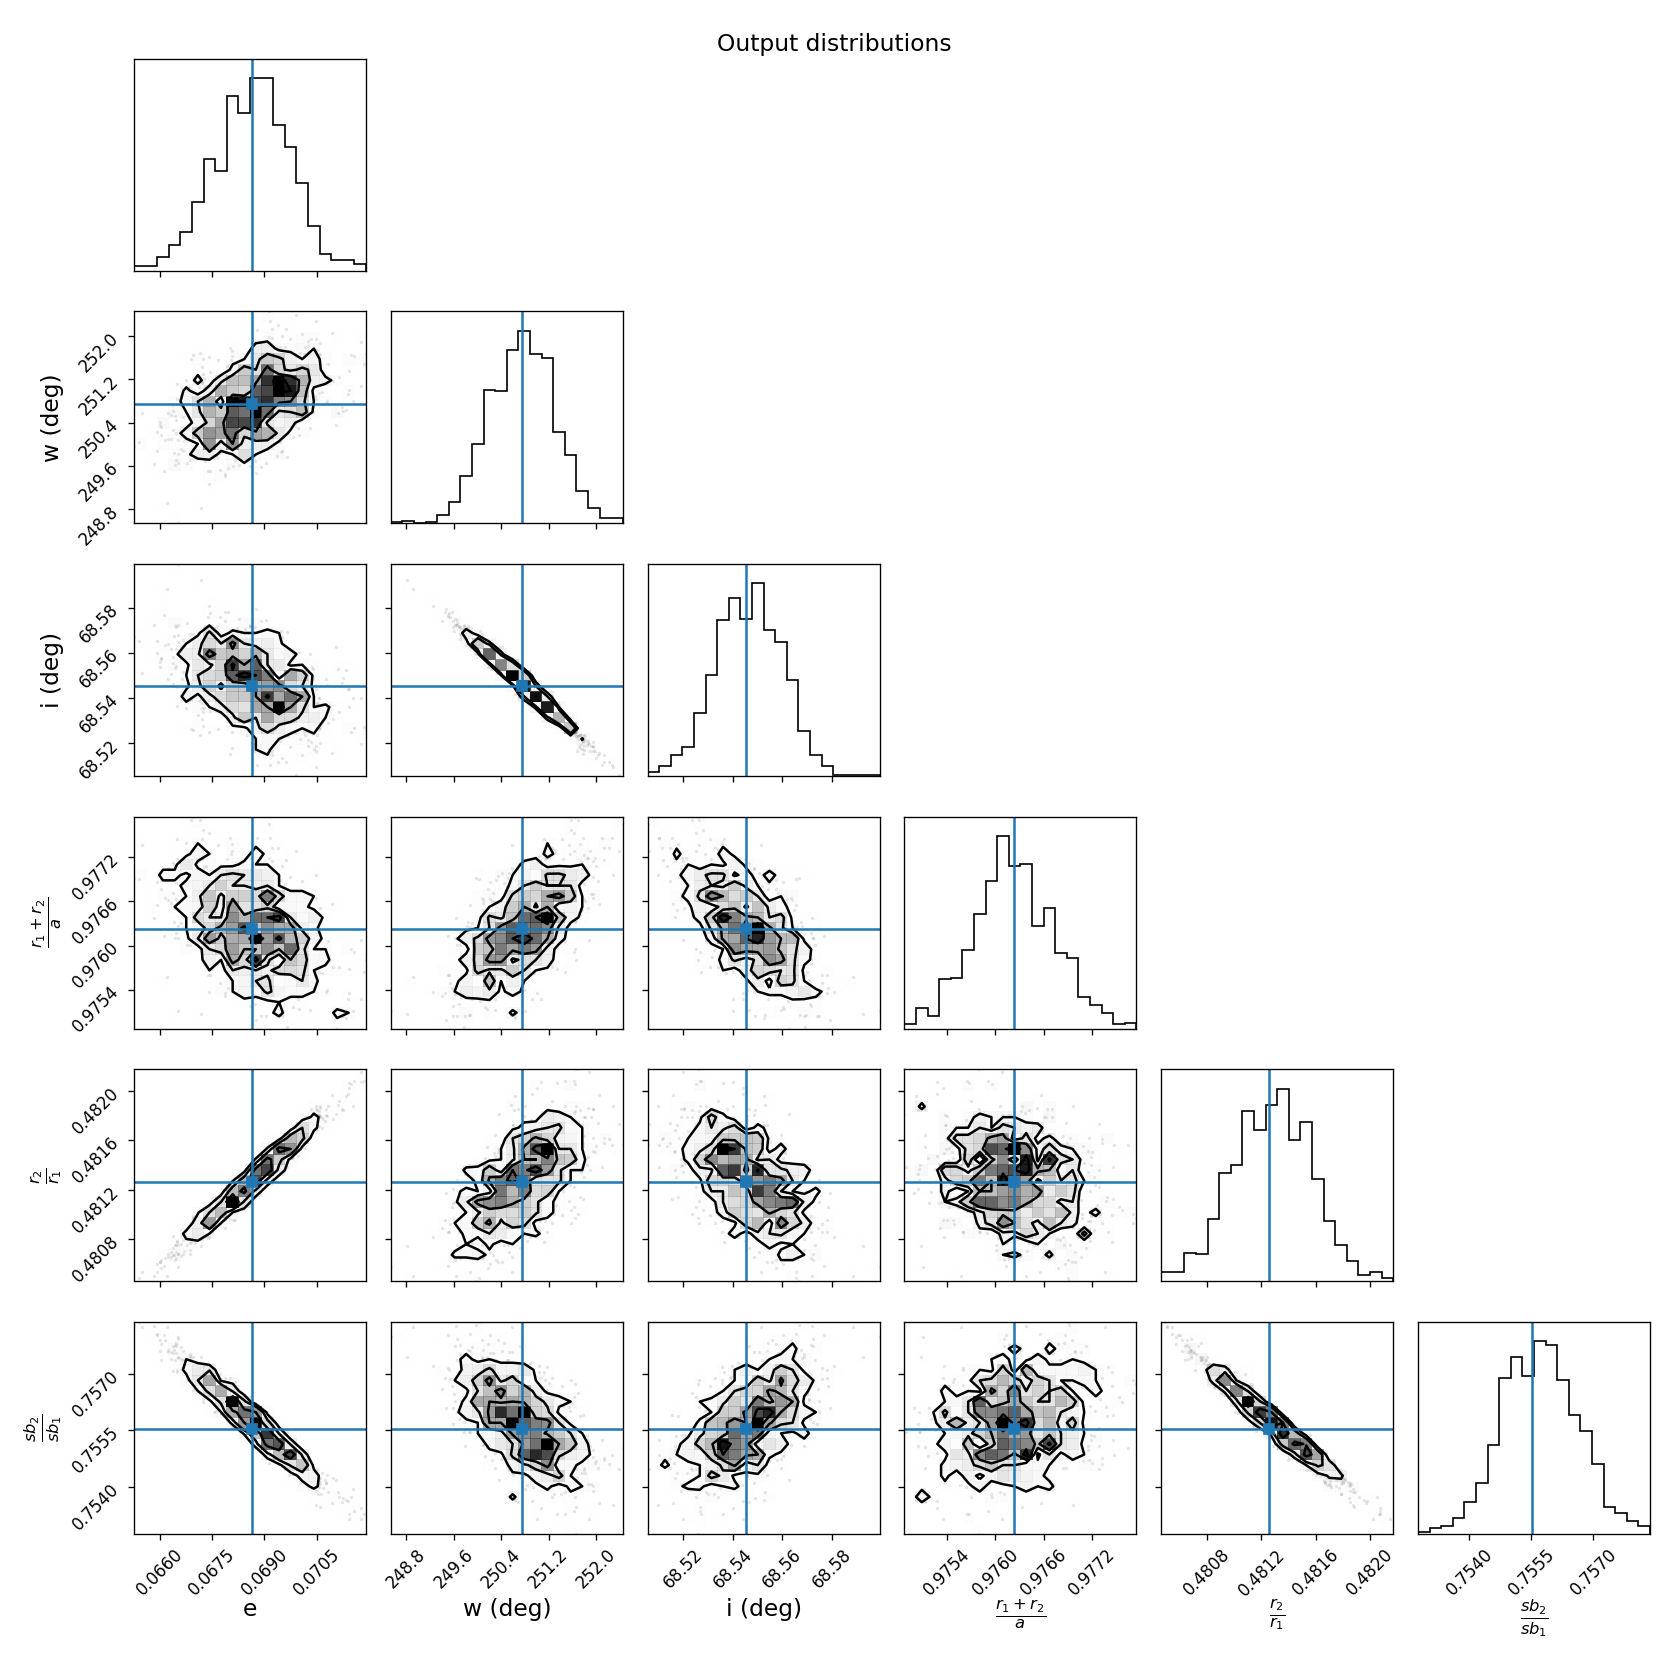 Output distributions
w (deg)
252.0
251.2
250.4
249.6
248.8
i (deg)
68.58
68.56
68.54
68.52
r₁ + r₂
a
0.9772
0.9766
0.9760
0.9754
r₂
r₁
0.4820
0.4816
0.4812
0.4808
sb₂
sb₁
0.7570
0.7555
0.7540
0.0660 0.0675 0.0690 0.0705
248.8 249.6 250.4 251.2 252.0
68.52 68.54 68.56 68.58
0.9754 0.9760 0.9766 0.9772
0.4808 0.4812 0.4816 0.4820
0.7540 0.7555 0.7570
e
w (deg)
i (deg)
r₁ + r₂
a
r₂
r₁
sb₂
sb₁